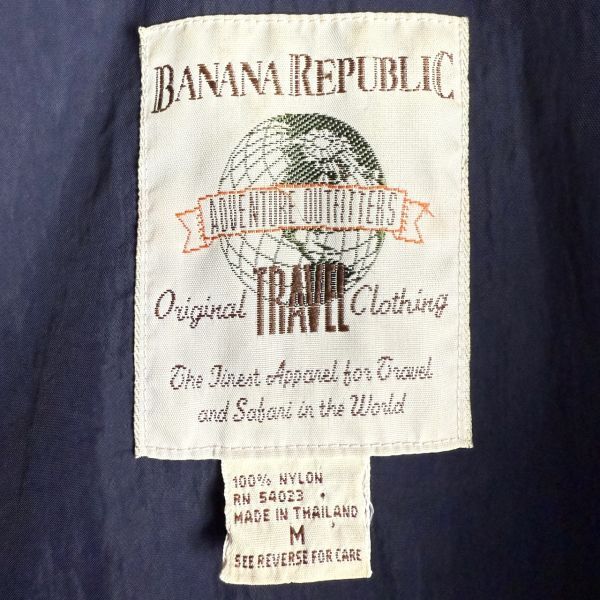 BANANA REPUBLIC
ADVENTURE OUTFITTERS
Original TRAVEL Clothing
The Finest Apparel for Travel
and Safari in the World
100% NYLON
RN 54023
MADE IN THAILAND
M
SEE REVERSE FOR CARE